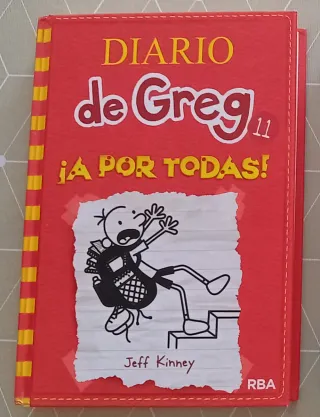 DIARIO
de Greg 11
¡A POR TODAS!
Jeff Kinney
RBA